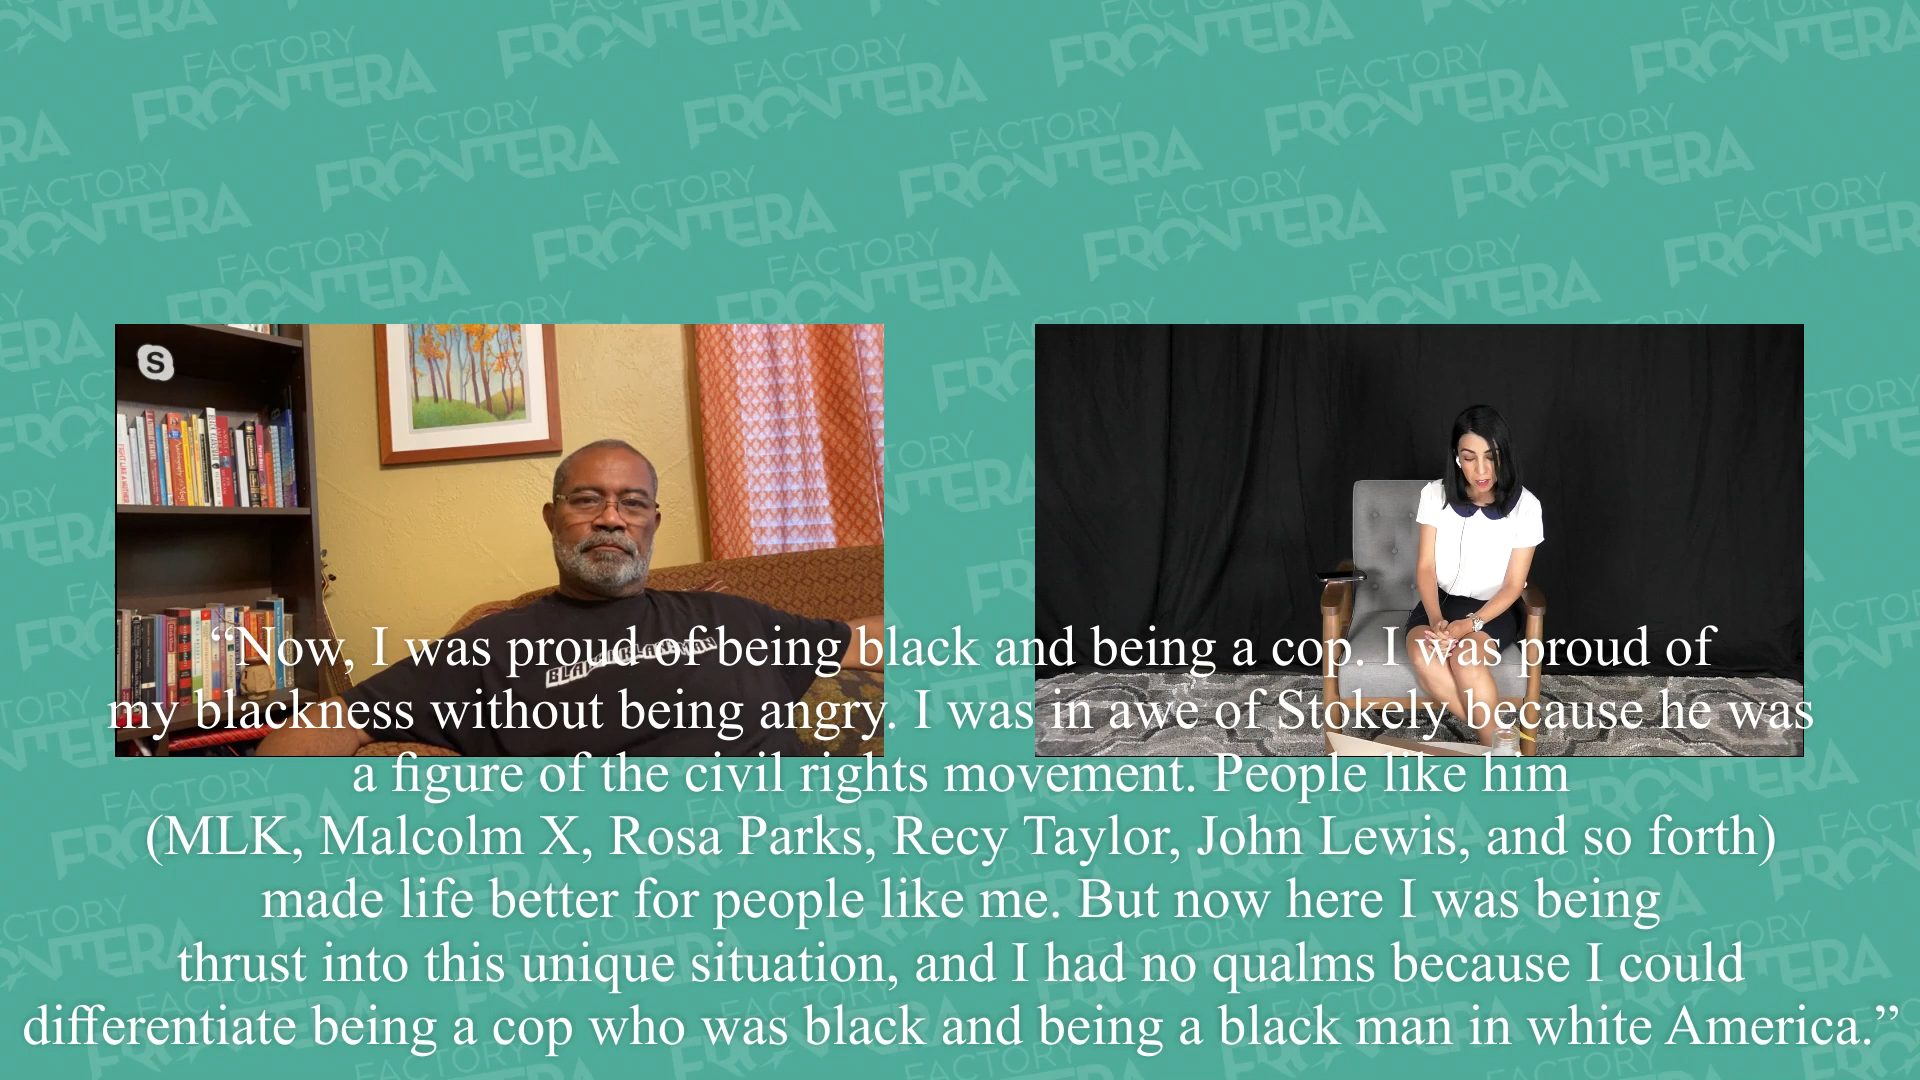 FACTORY
FRONTERA
S
BLACK KLANSMAN
“Now, I was proud of being black and being a cop. I was proud of
my blackness without being angry. I was in awe of Stokely because he was
a figure of the civil rights movement. People like him
(MLK, Malcolm X, Rosa Parks, Recy Taylor, John Lewis, and so forth)
made life better for people like me. But now here I was being
thrust into this unique situation, and I had no qualms because I could
differentiate being a cop who was black and being a black man in white America.”